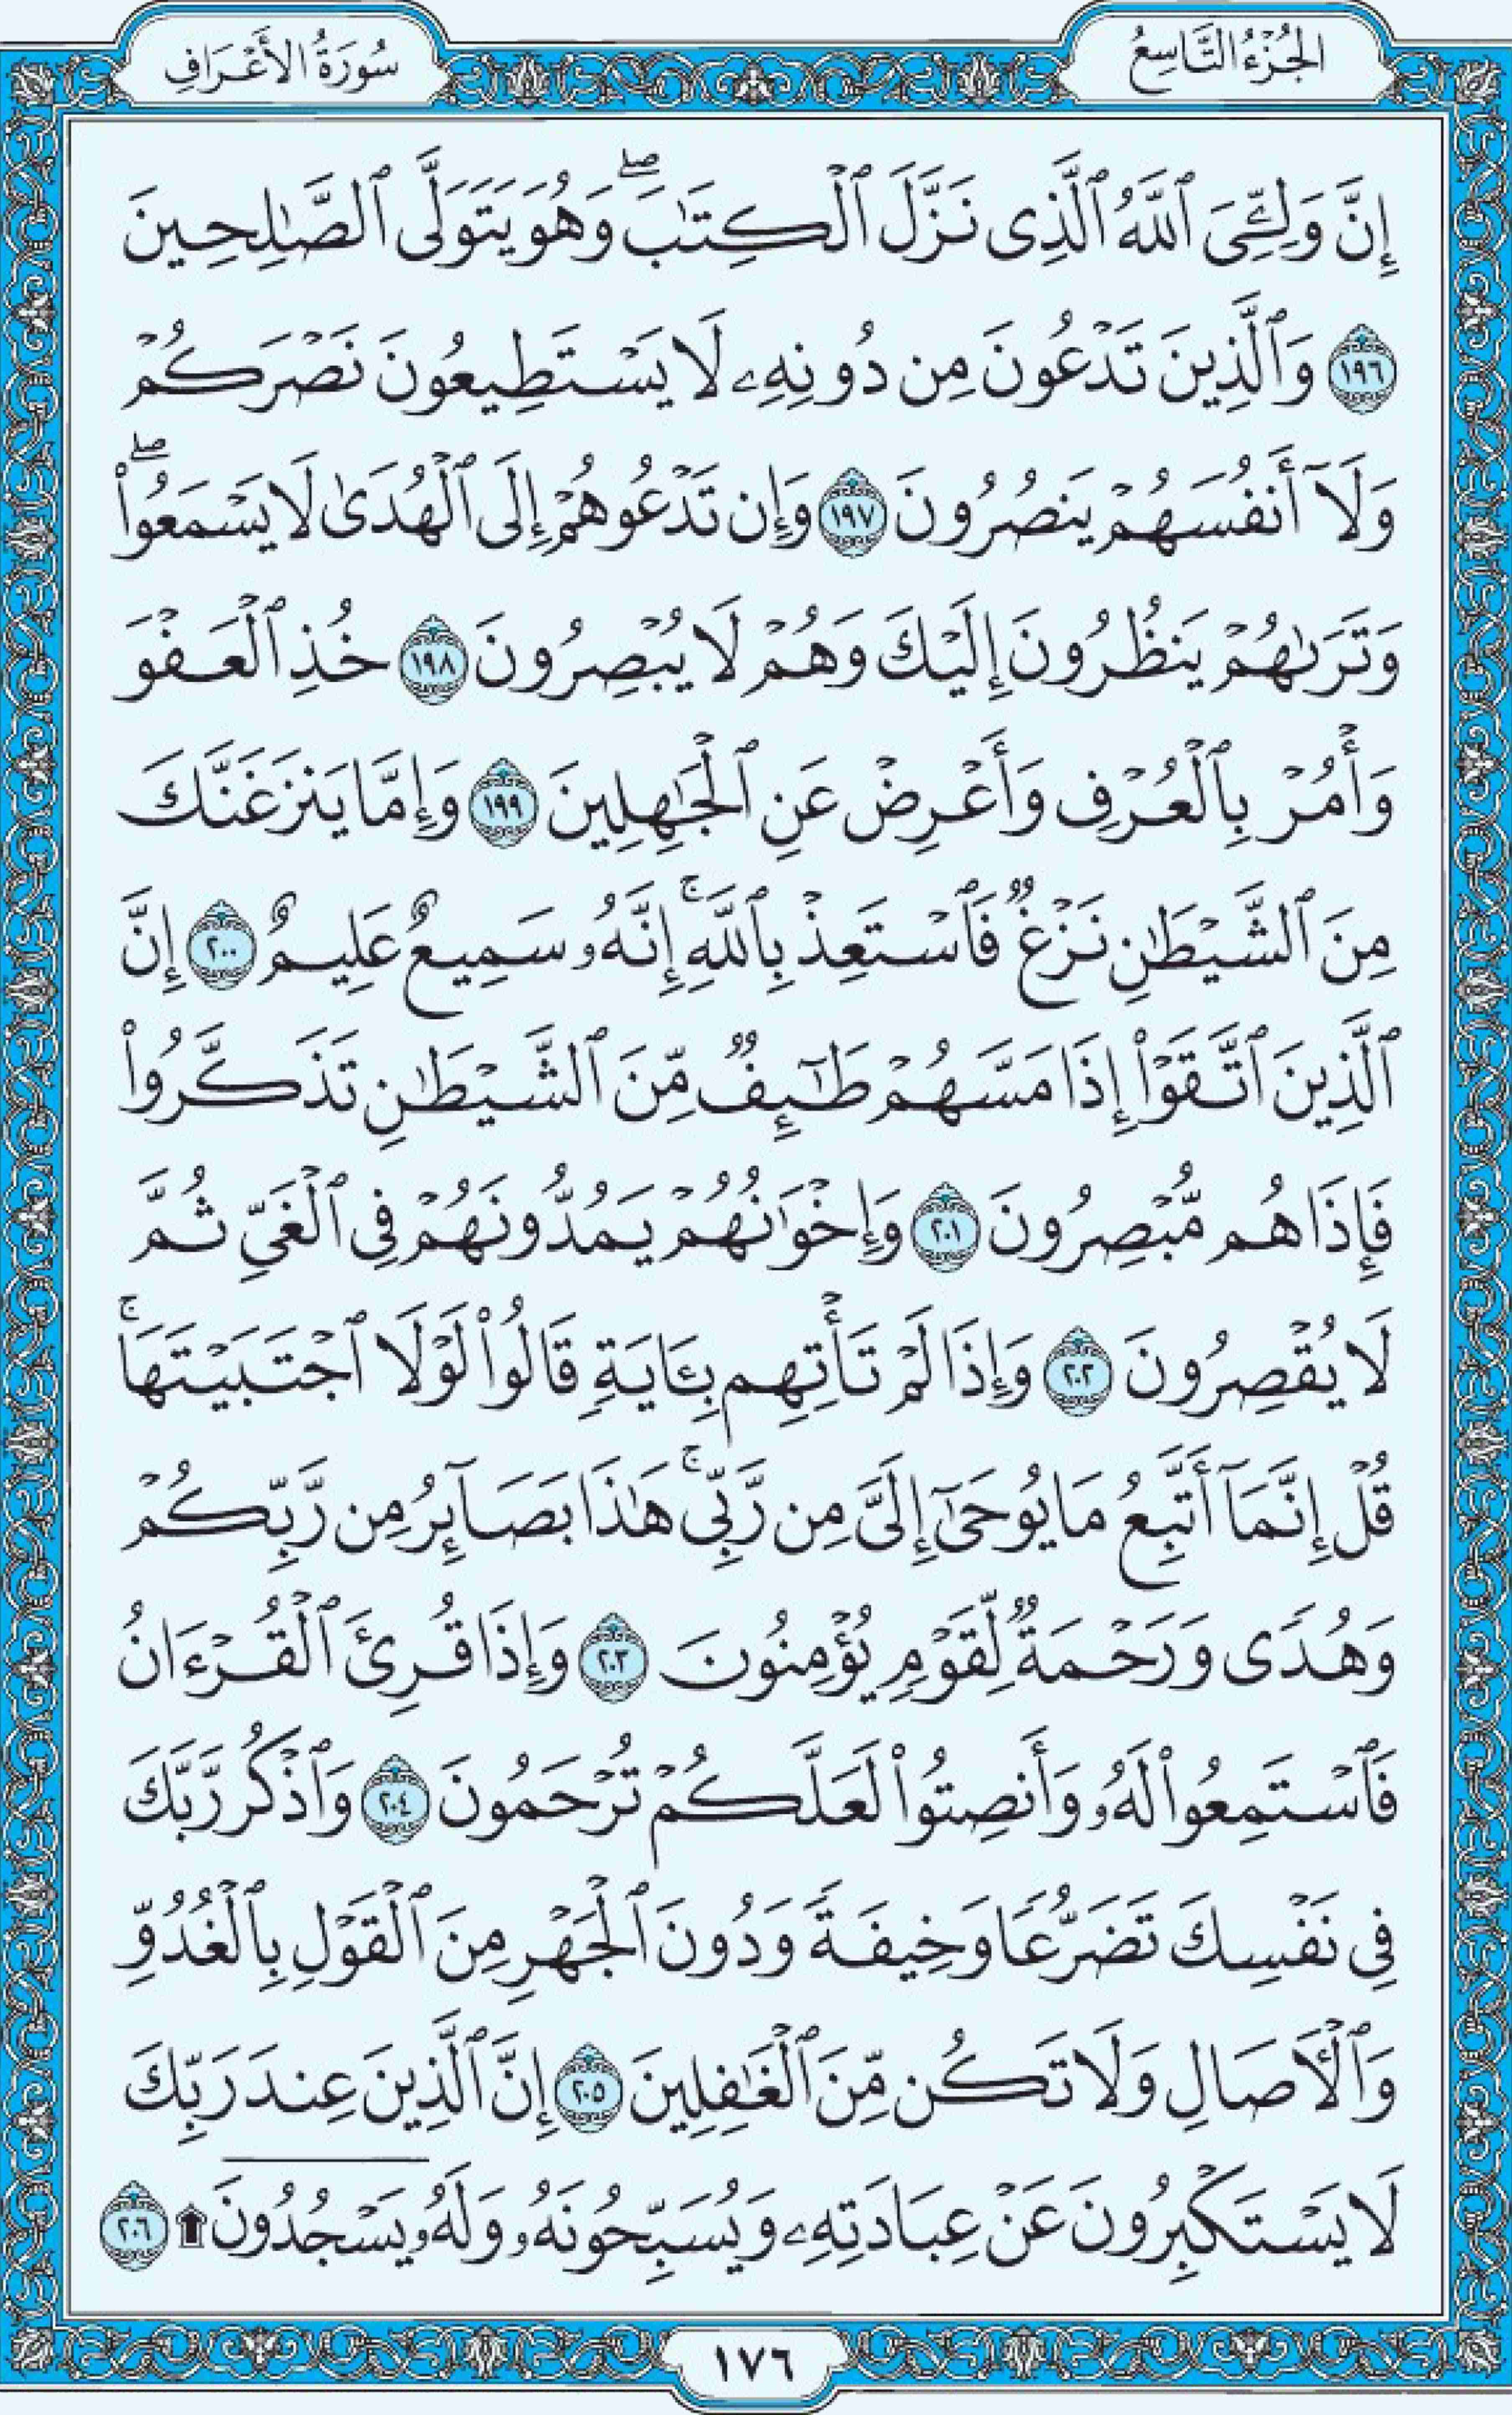 الجُزْءُ التَّاسِعُ
سُورَةُ الأَعْرَافِ
إِنَّ وَلِـِّۧيَ ٱللَّهُ ٱلَّذِى نَزَّلَ ٱلْكِتَٰبَ ۖ وَهُوَ يَتَوَلَّى ٱلصَّٰلِحِينَ
١٩٦ وَٱلَّذِينَ تَدْعُونَ مِن دُونِهِۦ لَا يَسْتَطِيعُونَ نَصْرَكُمْ
وَلَآ أَنفُسَهُمْ يَنصُرُونَ ١٩٧ وَإِن تَدْعُوهُمْ إِلَى ٱلْهُدَىٰ لَا يَسْمَعُوا۟ ۖ
وَتَرَىٰهُمْ يَنظُرُونَ إِلَيْكَ وَهُمْ لَا يُبْصِرُونَ ١٩٨ خُذِ ٱلْعَفْوَ
وَأْمُرْ بِٱلْعُرْفِ وَأَعْرِضْ عَنِ ٱلْجَٰهِلِينَ ١٩٩ وَإِمَّا يَنزَغَنَّكَ
مِنَ ٱلشَّيْطَٰنِ نَزْغٌ فَٱسْتَعِذْ بِٱللَّهِ ۚ إِنَّهُۥ سَمِيعٌ عَلِيمٌ ٢٠٠ إِنَّ
ٱلَّذِينَ ٱتَّقَوْا۟ إِذَا مَسَّهُمْ طَٰٓئِفٌ مِّنَ ٱلشَّيْطَٰنِ تَذَكَّرُوا۟
فَإِذَا هُم مُّبْصِرُونَ ٢٠١ وَإِخْوَٰنُهُمْ يَمُدُّونَهُمْ فِى ٱلْغَىِّ ثُمَّ
لَا يُقْصِرُونَ ٢٠٢ وَإِذَا لَمْ تَأْتِهِم بِـَٔايَةٍ قَالُوا۟ لَوْلَا ٱجْتَبَيْتَهَا ۚ
قُلْ إِنَّمَآ أَتَّبِعُ مَا يُوحَىٰٓ إِلَىَّ مِن رَّبِّى ۚ هَٰذَا بَصَآئِرُ مِن رَّبِّكُمْ
وَهُدًى وَرَحْمَةٌ لِّقَوْمٍ يُؤْمِنُونَ ٢٠٣ وَإِذَا قُرِئَ ٱلْقُرْءَانُ
فَٱسْتَمِعُوا۟ لَهُۥ وَأَنصِتُوا۟ لَعَلَّكُمْ تُرْحَمُونَ ٢٠٤ وَٱذْكُر رَّبَّكَ
فِى نَفْسِكَ تَضَرُّعًا وَخِيفَةً وَدُونَ ٱلْجَهْرِ مِنَ ٱلْقَوْلِ بِٱلْغُدُوِّ
وَٱلْءَاصَالِ وَلَا تَكُن مِّنَ ٱلْغَٰفِلِينَ ٢٠٥ إِنَّ ٱلَّذِينَ عِندَ رَبِّكَ
لَا يَسْتَكْبِرُونَ عَنْ عِبَادَتِهِۦ وَيُسَبِّحُونَهُۥ وَلَهُۥ يَسْجُدُونَ ۩ ٢٠٦
١٧٦